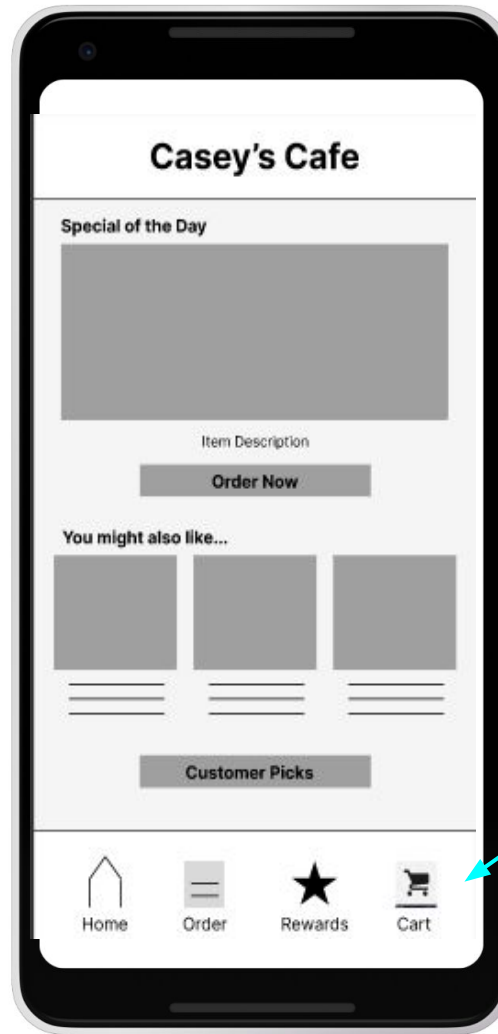 Casey's Cafe
Special of the Day
Item Description
Order Now
You might also like...
Customer Picks
Home Order Rewards Cart